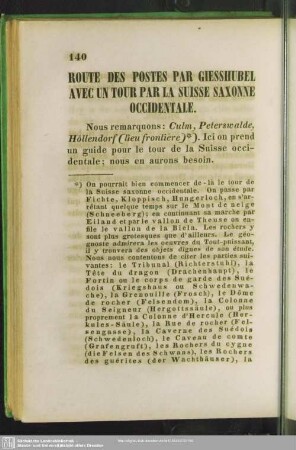 140
ROUTE DES POSTES PAR GIESSHUBEL
AVEC UN TOUR PAR LA SUISSE SAXONNE
OCCIDENTALE.
Nous remarquons: Culm, Peterswalde,
Höllendorf (lieu frontière)*). Ici on prend
un guide pour le tour de la Suisse occi-
dentale; nous en aurons besoin.
*) On pourrait bien commencer de-là le tour de
la Suisse saxonne occidentale. On passe par
Fichte, Kloppisch, Hungerloch, en s'ar-
rêtant quelque temps sur le Mont de neige
(Schneeberg); en continuant sa marche par
Eiland et par le vallon de Theuse on en-
file le vallon de la Biela. Les rochers y
sont plus grotesques que d'ailleurs. Le géo-
gnoste admirera les oeuvres du Tout-puissant,
il y trouvera des objets dignes de son étude.
Nous nous contentons de citer les parties sui-
vantes: le Tribunal (Richterstuhl), la
Tête du dragon (Drachenhaupt), le
Fortin ou le corps de garde des Sué-
dois (Kriegshaus ou Schwedenwa-
che), la Grenouille (Frosch), le Dôme
de rocher (Felsendom), la Colonne
du Seigneur (Hergottssäule), ou plus
proprement la Colonne d'Hercule (Her-
kules-Säule), la Rue de rocher (Fel-
sengasse), la Caverne des Suédois
(Schwedenloch), le Caveau de comte
(Grafengruft), les Rochers du cygne
(die Felsen des Schwans), les Rochers
des guérites (der Wachthäuser), la